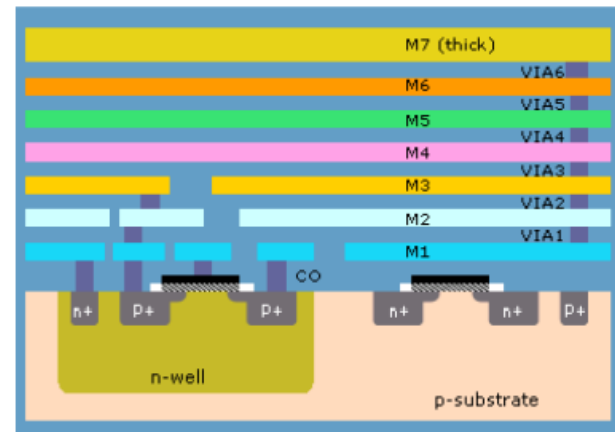 M7 (thick)
VIA6
M6
VIA5
M5
VIA4
M4
VIA3
M3
VIA2
M2
VIA1
M1
CO
n+ p+ p+ n+ n+ p+
n-well
p-substrate